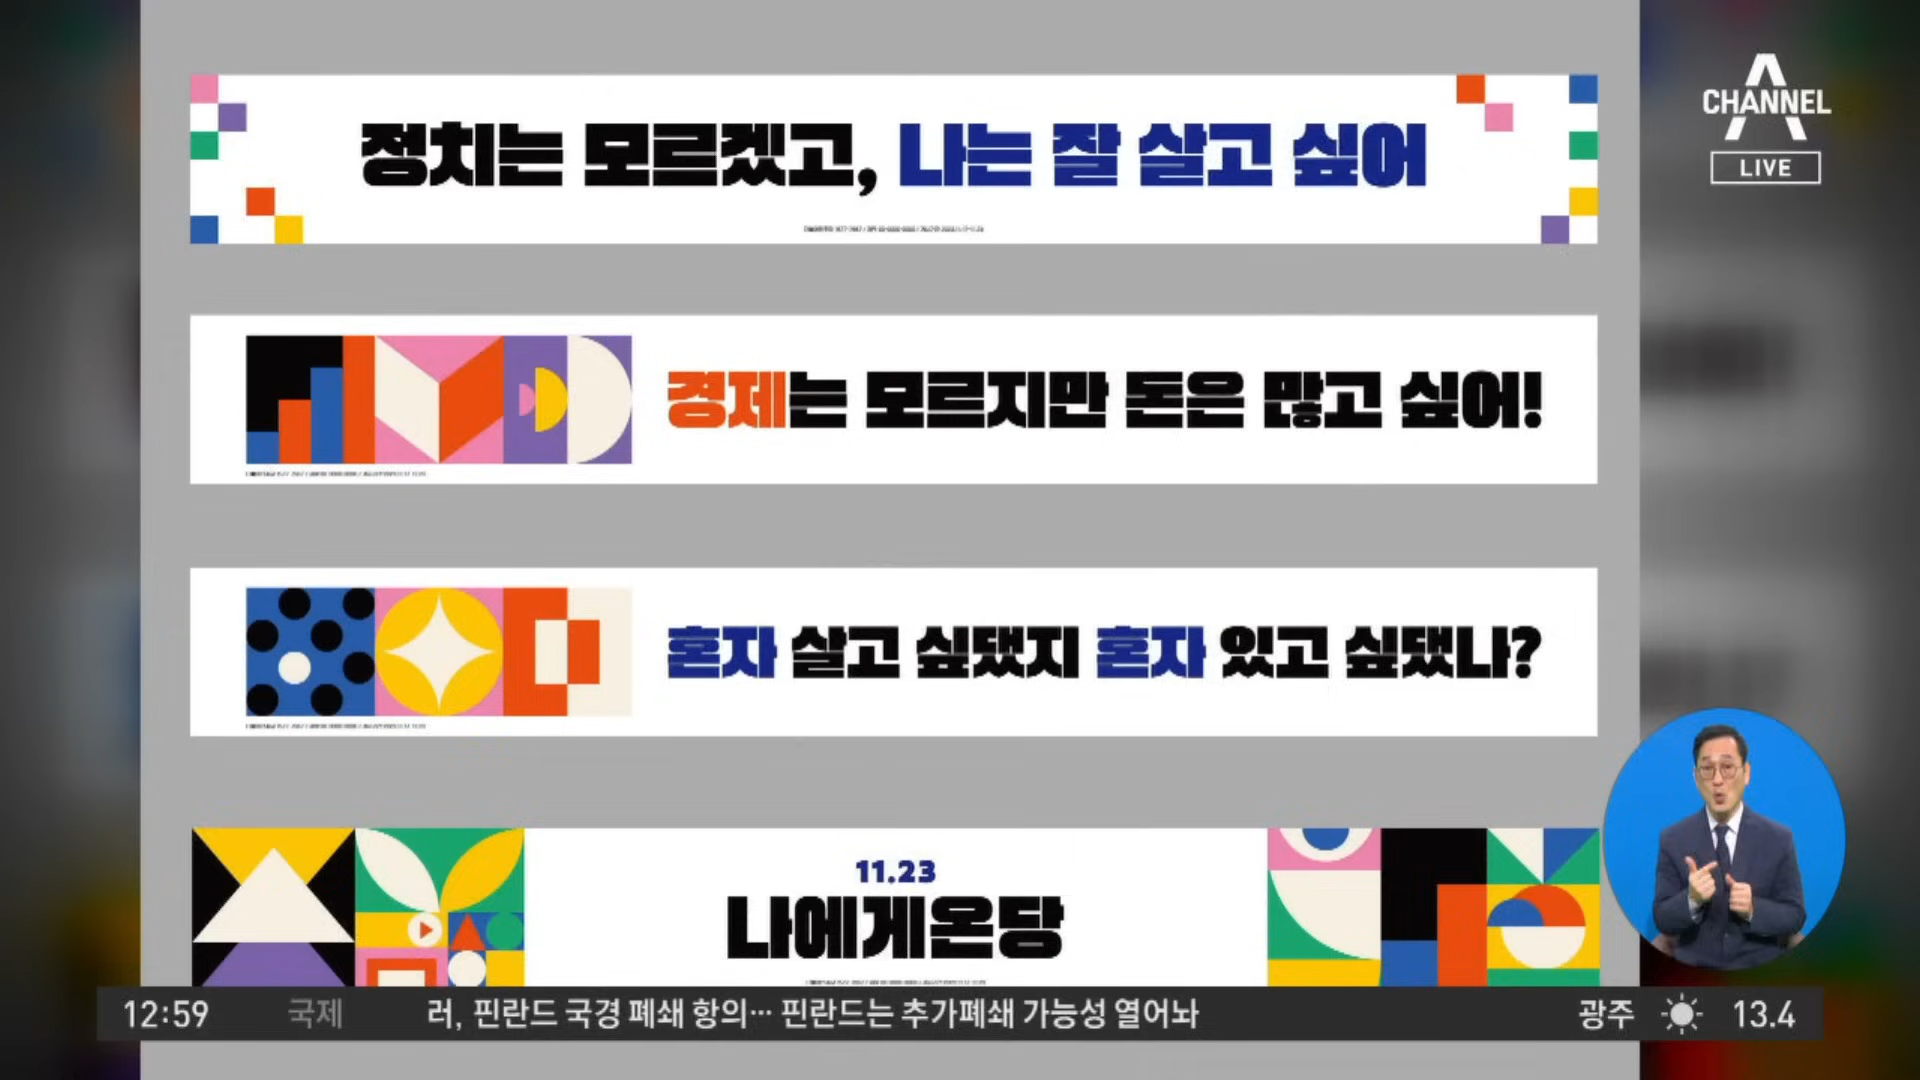 정치는 모르겠고, 나는 잘 살고 싶어
CHANNEL A
LIVE
경제는 모르지만 돈은 많고 싶어!
혼자 살고 싶댔지 혼자 있고 싶댔나?
11.23
나에게온당
12:59 국제 러, 핀란드 국경 폐쇄 항의… 핀란드는 추가폐쇄 가능성 열어놔 광주 13.4